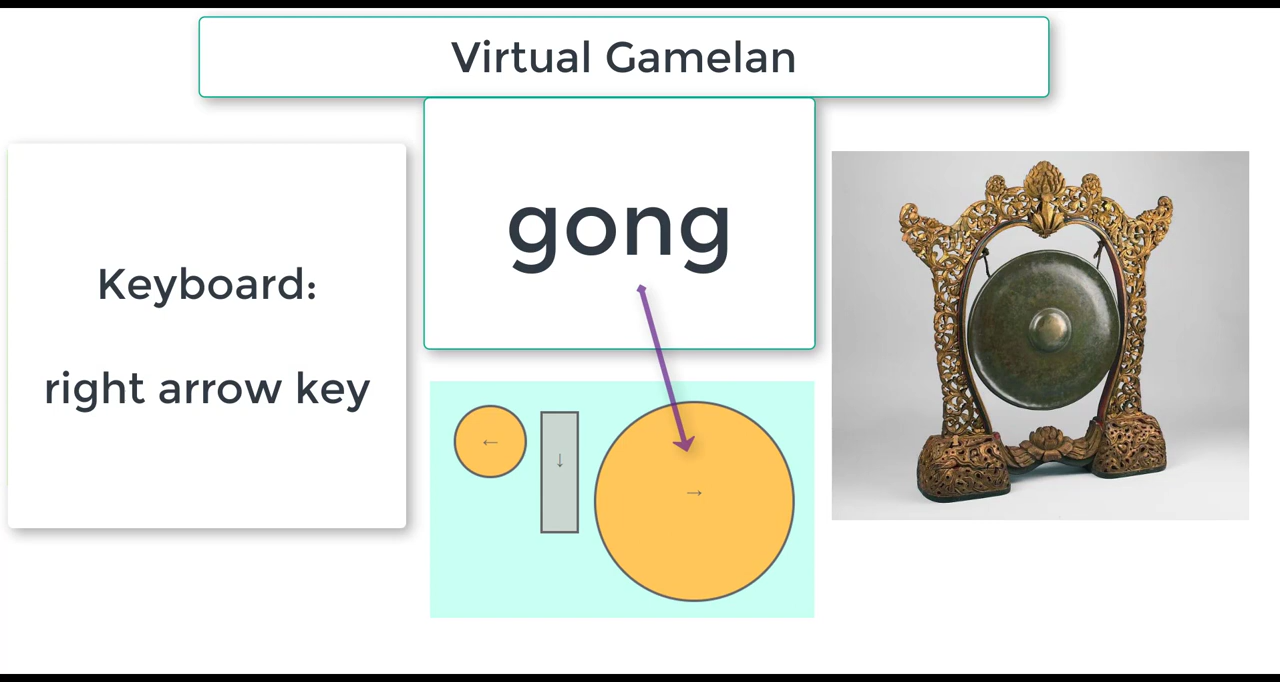 Virtual Gamelan
gong
Keyboard:
right arrow key
←
↓
→